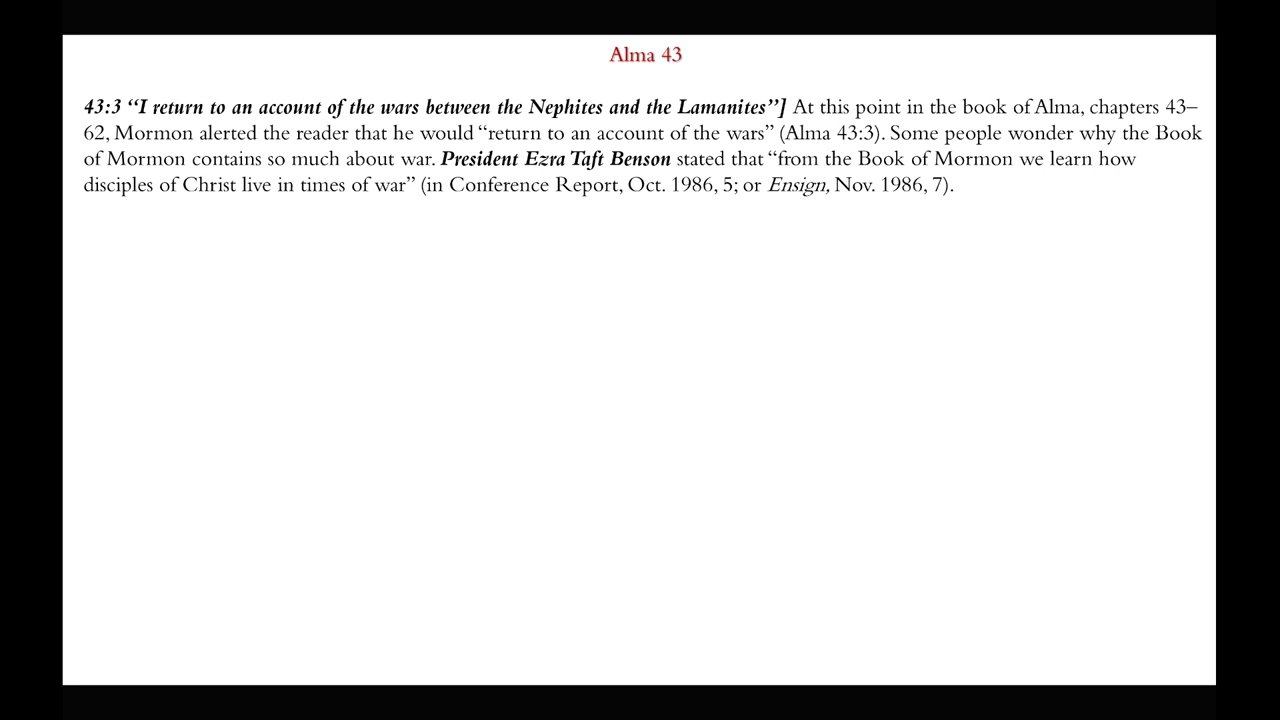 Alma 43
43:3 “I return to an account of the wars between the Nephites and the Lamanites”] At this point in the book of Alma, chapters 43–
62, Mormon alerted the reader that he would “return to an account of the wars” (Alma 43:3). Some people wonder why the Book
of Mormon contains so much about war. President Ezra Taft Benson stated that “from the Book of Mormon we learn how
disciples of Christ live in times of war” (in Conference Report, Oct. 1986, 5; or Ensign, Nov. 1986, 7).